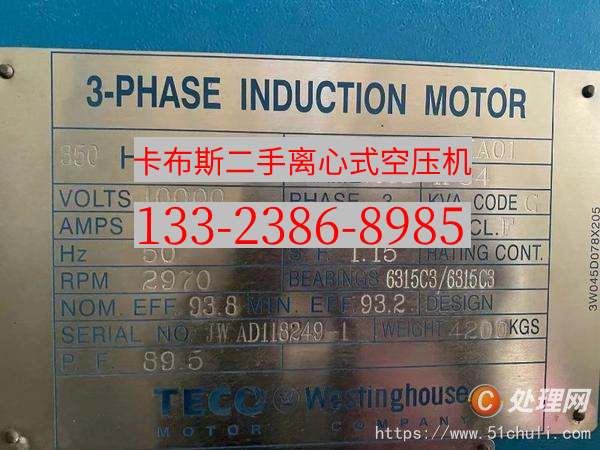 3-PHASE INDUCTION MOTOR
350 H
卡布斯二手离心式空压机
A01
VOLTS 10000 PHASE 3 KVA CODE G
133-2386-8985
AMPS CL.F
Hz 50 S.F. 1.15 RATING CONT.
RPM 2970 BEARINGS 6315C3/6315C3
NOM. EFF. 93.8 MIN. EFF. 93.2 DESIGN
SERIAL NO. JW AD118249-1 WEIGHT 4200 KGS
P. F. 89.5
TECO Westinghouse
MOTOR COMPANY
3W045D078X205
C 处理网
https://www.51chuli.com